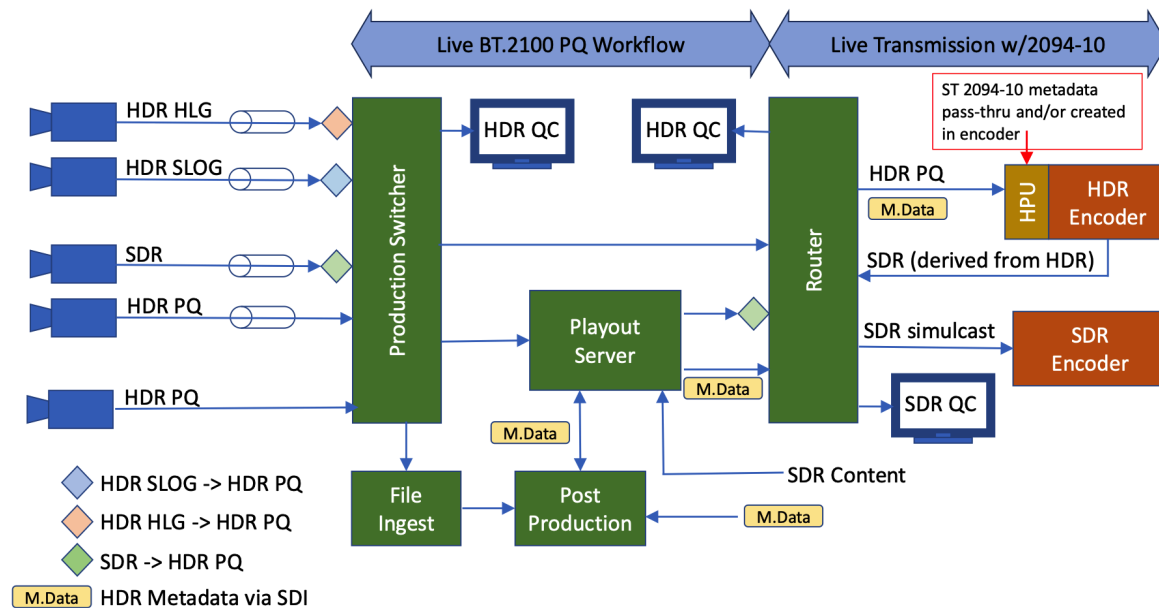 Live BT.2100 PQ Workflow
Live Transmission w/2094-10
ST 2094-10 metadata
pass-thru and/or created
in encoder
HDR HLG
HDR SLOG
SDR
HDR PQ
HDR PQ
Production Switcher
HDR QC
HDR QC
Router
HDR PQ
M.Data
HPU
HDR
Encoder
SDR (derived from HDR)
Playout
Server
M.Data
SDR simulcast
SDR
Encoder
SDR QC
M.Data
SDR Content
File
Ingest
Post
Production
M.Data
HDR SLOG -> HDR PQ
HDR HLG -> HDR PQ
SDR -> HDR PQ
M.Data HDR Metadata via SDI